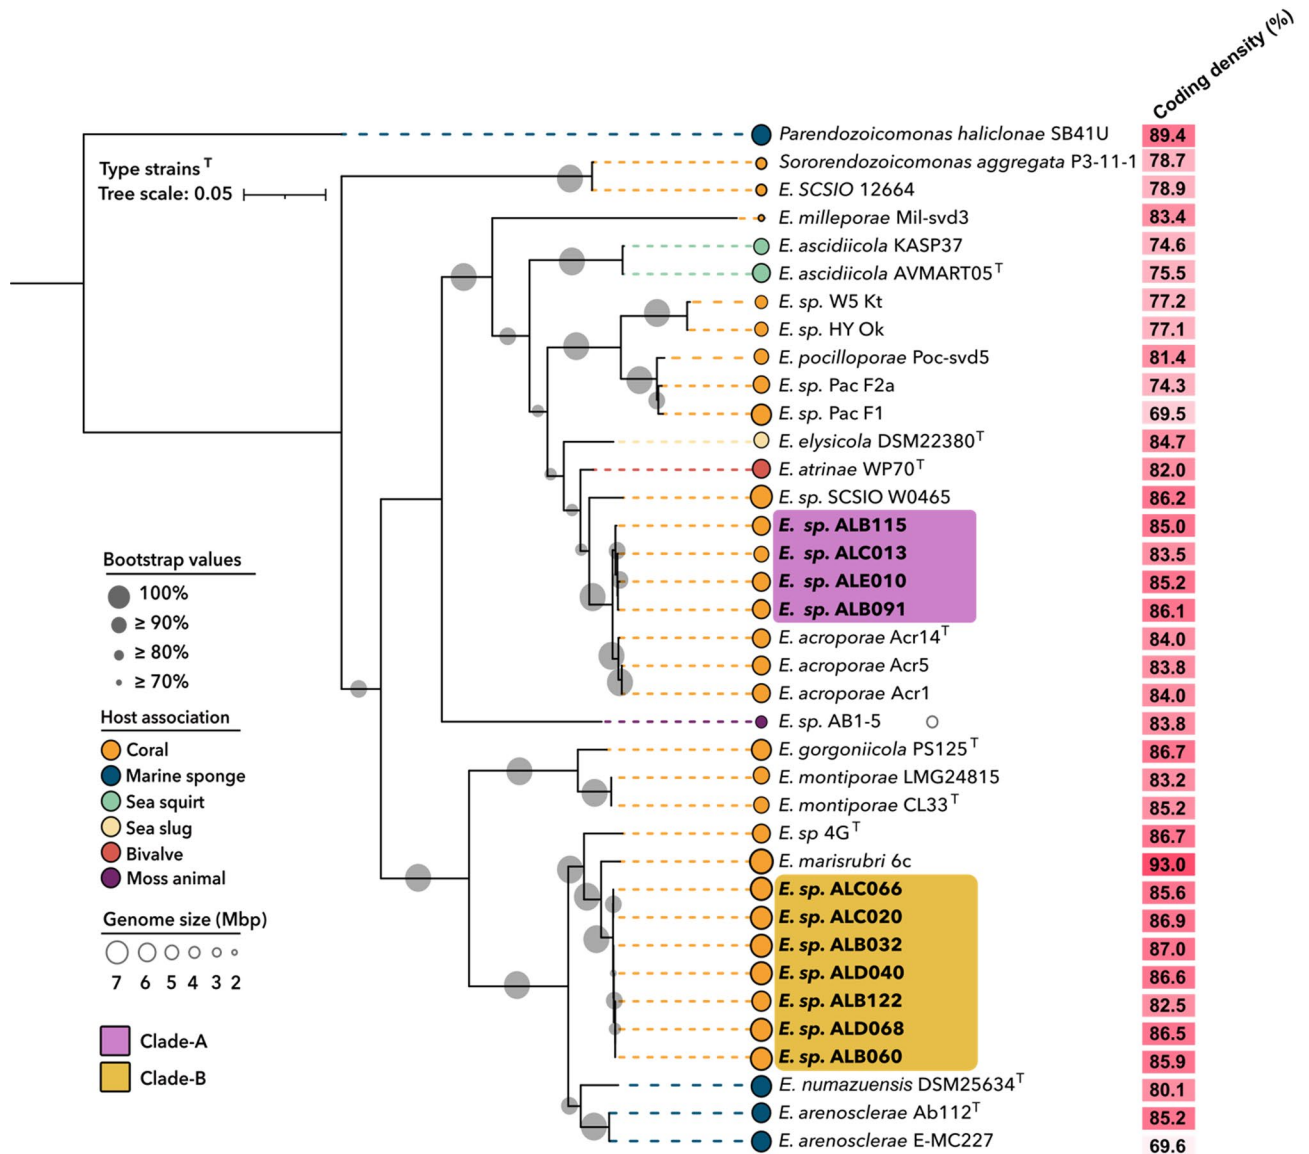 Coding density (%)
Parendozoicomonas haliclonae SB41U 89.4
Type strains T
Sororendozoicomonas aggregata P3-11-1 78.7
Tree scale: 0.05
E. SCSIO 12664 78.9
E. milleporae Mil-svd3 83.4
E. ascidiicola KASP37 74.6
E. ascidiicola AVMART05 T 75.5
E. sp. W5 Kt 77.2
E. sp. HY Ok 77.1
E. pocilloporae Poc-svd5 81.4
E. sp. Pac F2a 74.3
E. sp. Pac F1 69.5
E. elysicola DSM22380 T 84.7
E. atrinae WP70 T 82.0
E. sp. SCSIO W0465 86.2
E. sp. ALB115 85.0
E. sp. ALC013 83.5
E. sp. ALE010 85.2
E. sp. ALB091 86.1
E. acroporae Acr14 T 84.0
E. acroporae Acr5 83.8
E. acroporae Acr1 84.0
E. sp. AB1-5 83.8
E. gorgoniicola PS125 T 86.7
E. montiporae LMG24815 83.2
E. montiporae CL33 T 85.2
E. sp 4G T 86.7
E. marisrubri 6c 93.0
E. sp. ALC066 85.6
E. sp. ALC020 86.9
E. sp. ALB032 87.0
E. sp. ALD040 86.6
E. sp. ALB122 82.5
E. sp. ALD068 86.5
E. sp. ALB060 85.9
E. numazuensis DSM25634 T 80.1
E. arenosclerae Ab112 T 85.2
E. arenosclerae E-MC227 69.6
Bootstrap values
100%
≥ 90%
≥ 80%
≥ 70%
Host association
Coral
Marine sponge
Sea squirt
Sea slug
Bivalve
Moss animal
Genome size (Mbp)
7 6 5 4 3 2
Clade-A
Clade-B